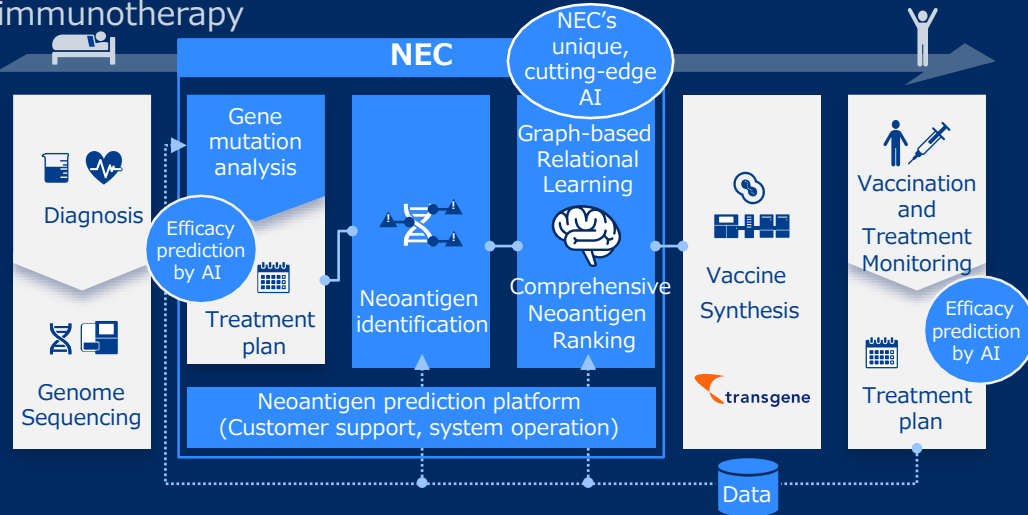 immunotherapy
NEC
NEC's
unique,
cutting-edge
AI
Diagnosis
Genome
Sequencing
Gene
mutation
analysis
Efficacy
prediction
by AI
Treatment
plan
Neoantigen
identification
Graph-based
Relational
Learning
Comprehensive
Neoantigen
Ranking
Neoantigen prediction platform
(Customer support, system operation)
Vaccine
Synthesis
transgene
Vaccination
and
Treatment
Monitoring
Efficacy
prediction
by AI
Treatment
plan
Data